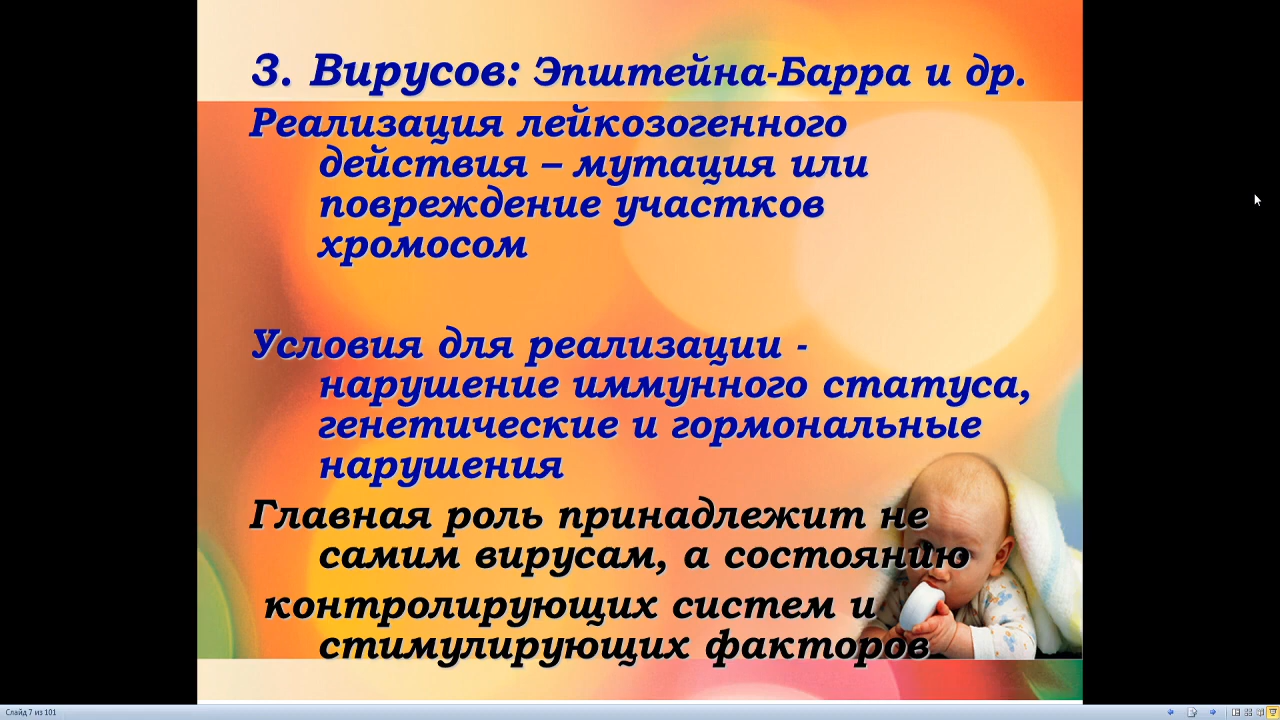 3. Вирусов: Эпштейна-Барра и др.
Реализация лейкозогенного
действия – мутация или
повреждение участков
хромосом
Условия для реализации -
нарушение иммунного статуса,
генетические и гормональные
нарушения
Главная роль принадлежит не
самим вирусам, а состоянию
контролирующих систем и
стимулирующих факторов
Слайд 7 из 101